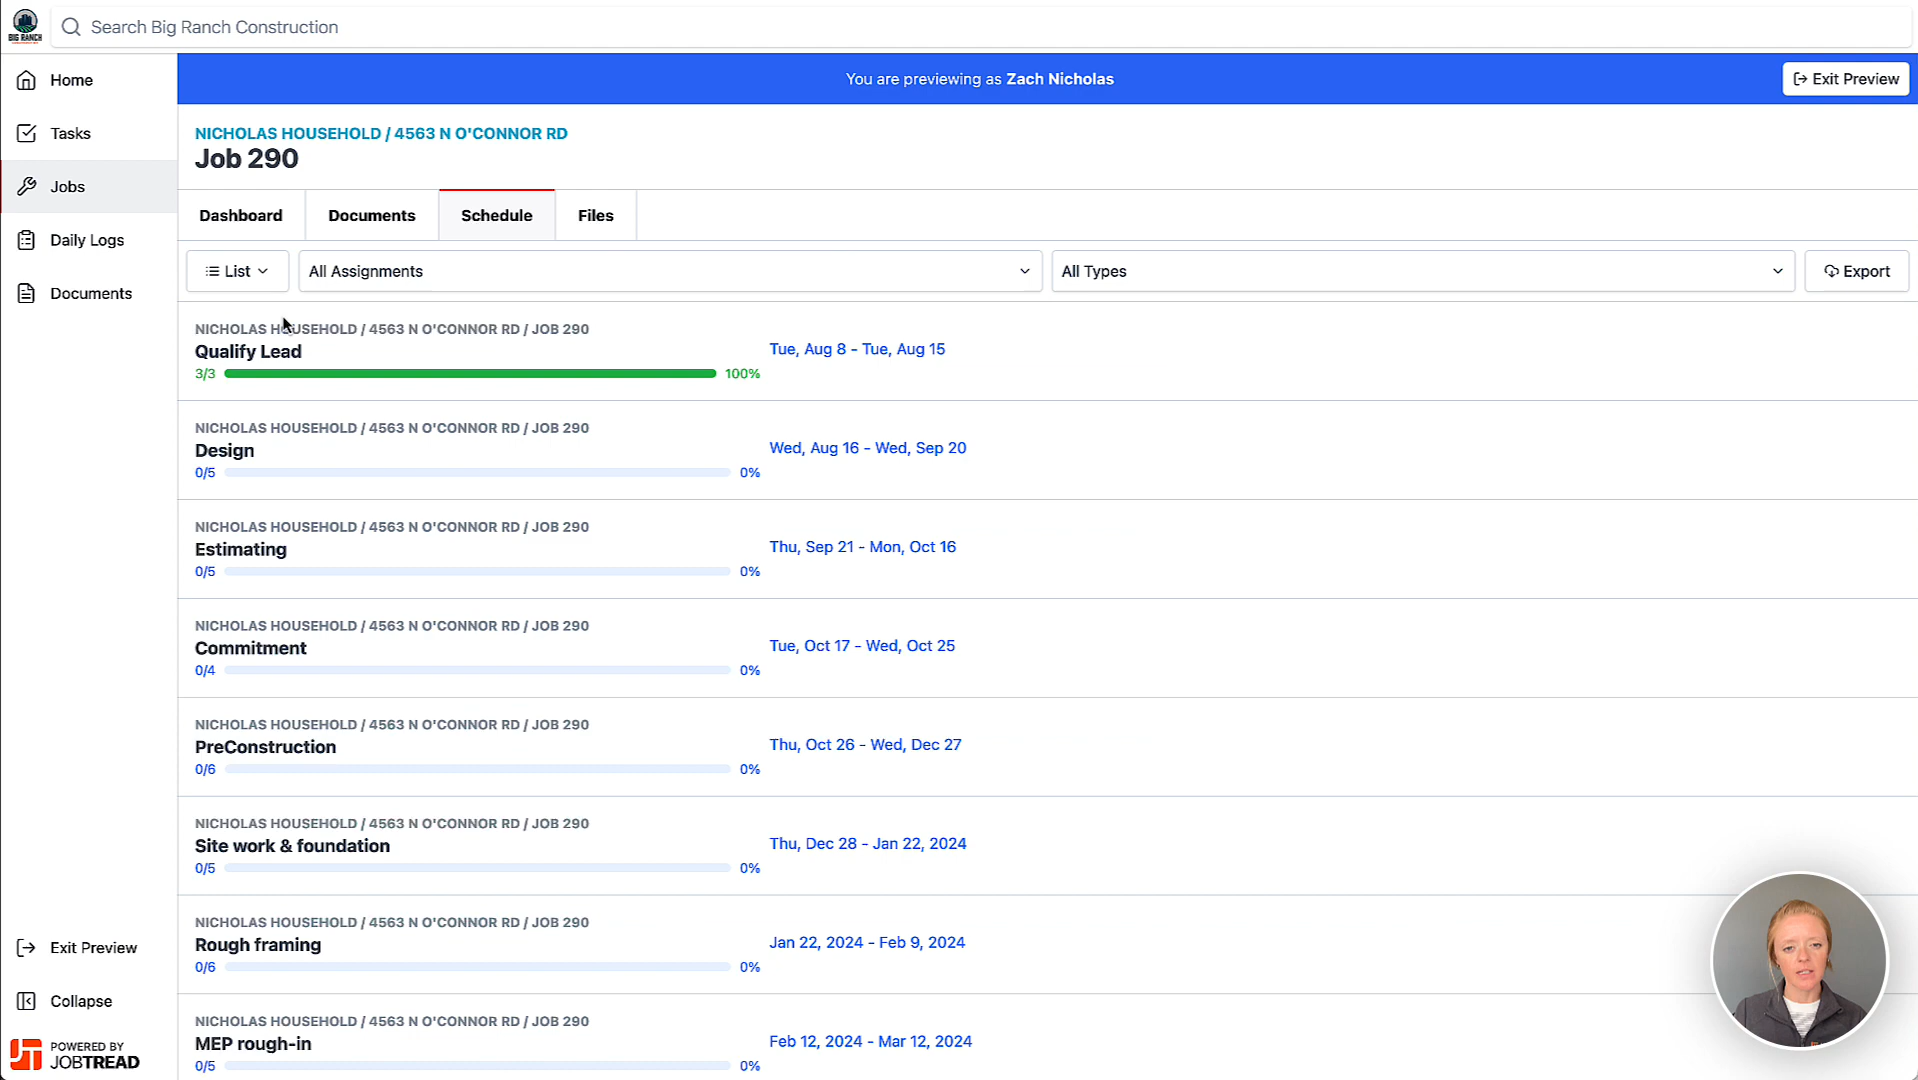 BIG RANCH
Search Big Ranch Construction
Home
Tasks
Jobs
Daily Logs
Documents
Exit Preview
Collapse
POWERED BY
JOBTREAD
You are previewing as Zach Nicholas
Exit Preview
NICHOLAS HOUSEHOLD / 4563 N O'CONNOR RD
Job 290
Dashboard
Documents
Schedule
Files
List
All Assignments
All Types
Export
NICHOLAS HOUSEHOLD / 4563 N O'CONNOR RD / JOB 290
Qualify Lead
3/3
100%
Tue, Aug 8 - Tue, Aug 15
NICHOLAS HOUSEHOLD / 4563 N O'CONNOR RD / JOB 290
Design
0/5
0%
Wed, Aug 16 - Wed, Sep 20
NICHOLAS HOUSEHOLD / 4563 N O'CONNOR RD / JOB 290
Estimating
0/5
0%
Thu, Sep 21 - Mon, Oct 16
NICHOLAS HOUSEHOLD / 4563 N O'CONNOR RD / JOB 290
Commitment
0/4
0%
Tue, Oct 17 - Wed, Oct 25
NICHOLAS HOUSEHOLD / 4563 N O'CONNOR RD / JOB 290
PreConstruction
0/6
0%
Thu, Oct 26 - Wed, Dec 27
NICHOLAS HOUSEHOLD / 4563 N O'CONNOR RD / JOB 290
Site work & foundation
0/5
0%
Thu, Dec 28 - Jan 22, 2024
NICHOLAS HOUSEHOLD / 4563 N O'CONNOR RD / JOB 290
Rough framing
0/6
0%
Jan 22, 2024 - Feb 9, 2024
NICHOLAS HOUSEHOLD / 4563 N O'CONNOR RD / JOB 290
MEP rough-in
0/5
0%
Feb 12, 2024 - Mar 12, 2024